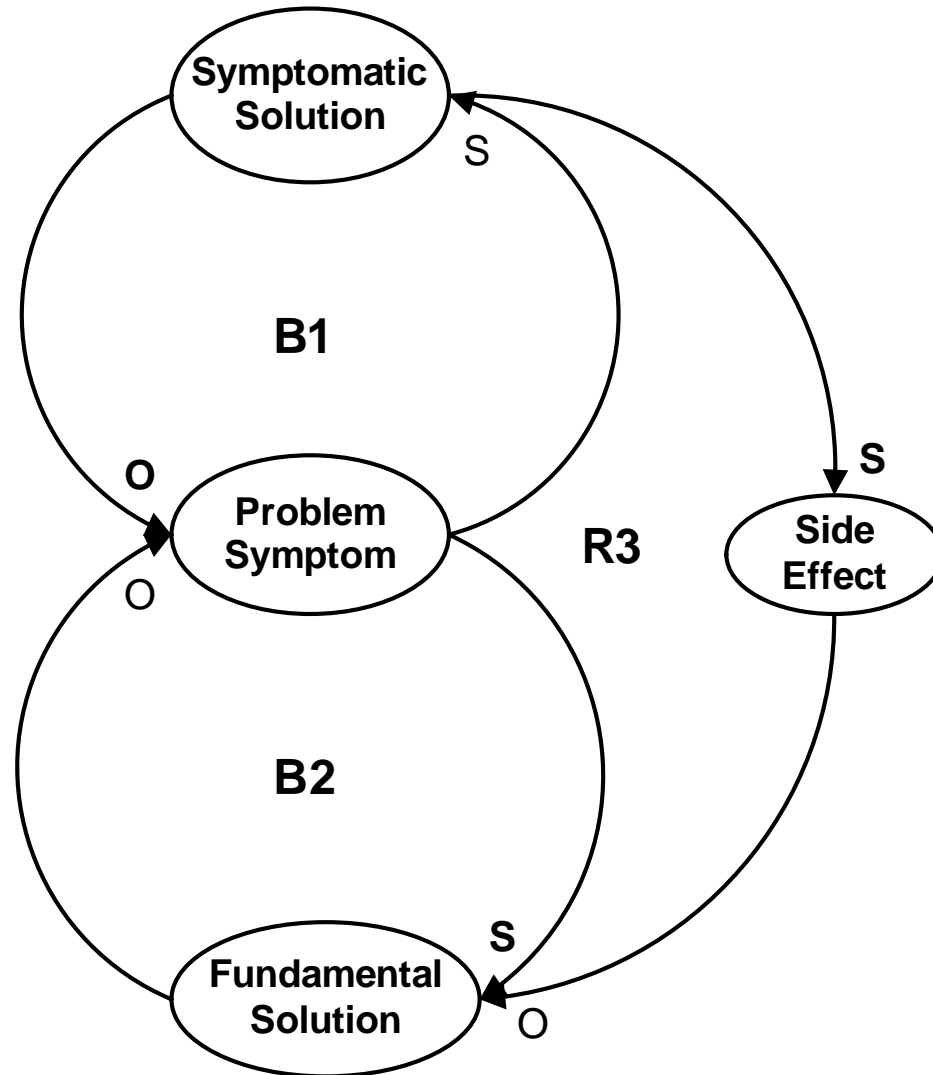 Symptomatic
Solution
S
B1
O
S
Problem
Symptom
R3
Side
Effect
O
B2
S
Fundamental
Solution
O